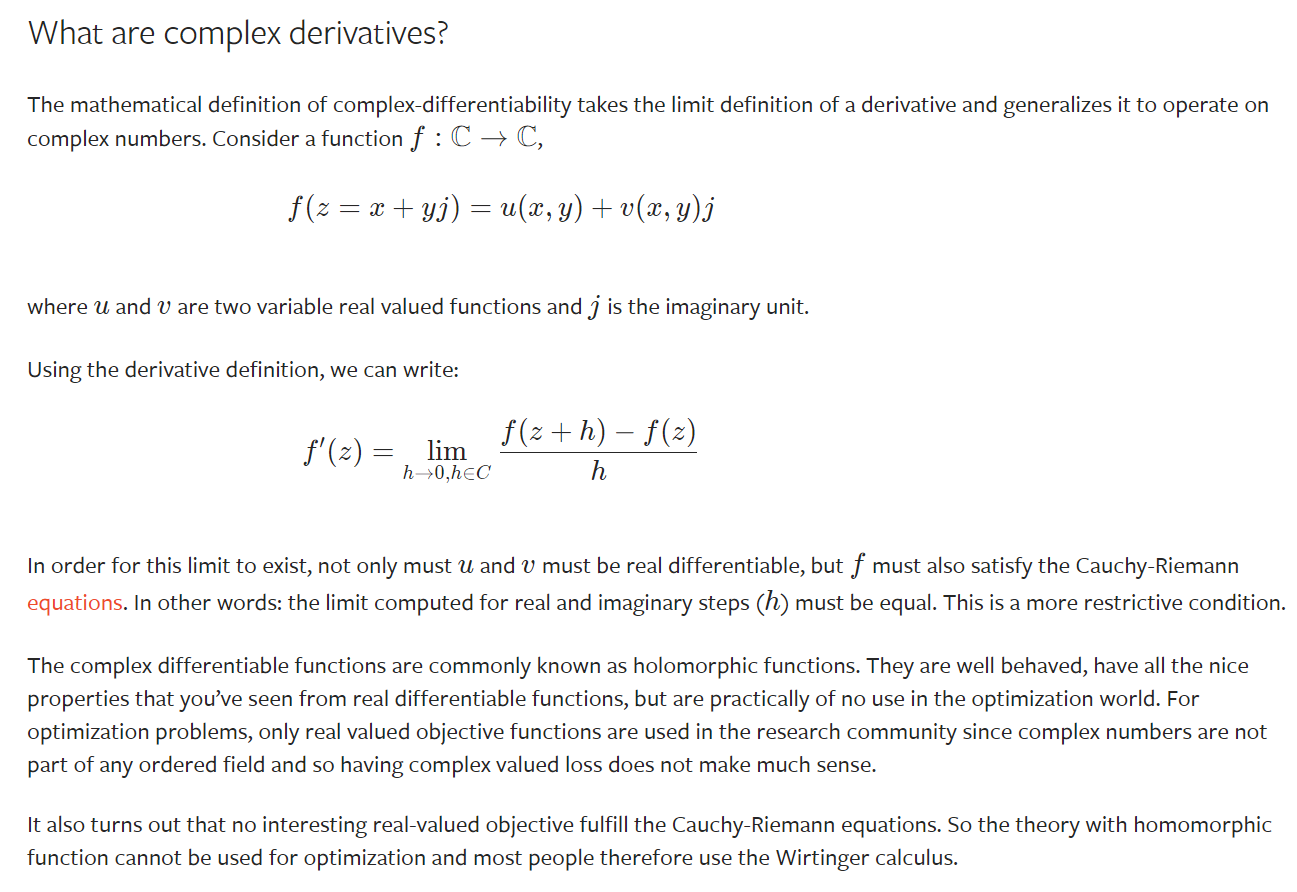 What are complex derivatives?
The mathematical definition of complex-differentiability takes the limit definition of a derivative and generalizes it to operate on
complex numbers. Consider a function f : ℂ → ℂ,
f(z = x + yj) = u(x, y) + v(x, y)j
where u and v are two variable real valued functions and j is the imaginary unit.
Using the derivative definition, we can write:
f′(z) = lim_{h→0,h∈C} (f(z + h) − f(z)) / h
In order for this limit to exist, not only must u and v must be real differentiable, but f must also satisfy the Cauchy-Riemann
equations. In other words: the limit computed for real and imaginary steps (h) must be equal. This is a more restrictive condition.
The complex differentiable functions are commonly known as holomorphic functions. They are well behaved, have all the nice
properties that you’ve seen from real differentiable functions, but are practically of no use in the optimization world. For
optimization problems, only real valued objective functions are used in the research community since complex numbers are not
part of any ordered field and so having complex valued loss does not make much sense.
It also turns out that no interesting real-valued objective fulfill the Cauchy-Riemann equations. So the theory with homomorphic
function cannot be used for optimization and most people therefore use the Wirtinger calculus.